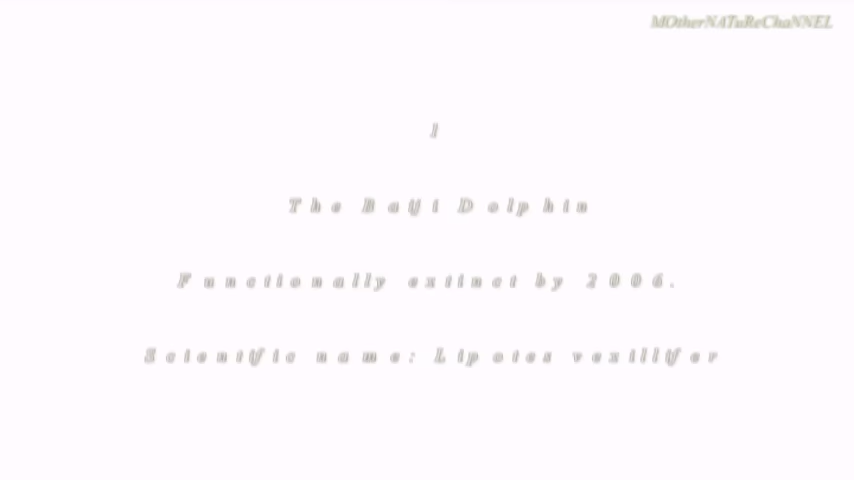 MOtherNATuReChaNNEL
1
The BaiJi Dolphin
Functionally extinct by 2006.
Scientific name: Lipotes vexillifer